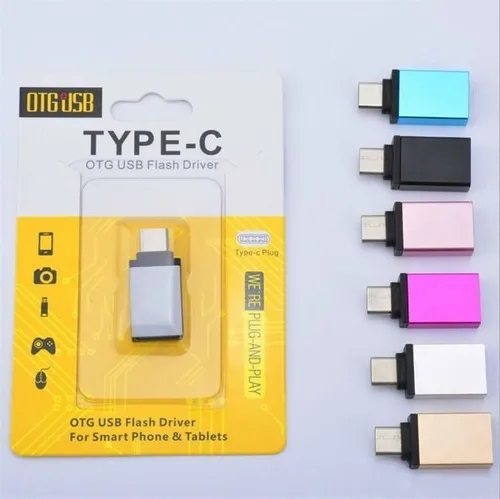 OTG USB
TYPE-C
OTG USB Flash Driver
Type-c Plug
WE'RE PLUG-AND-PLAY
OTG USB Flash Driver
For Smart Phone & Tablets